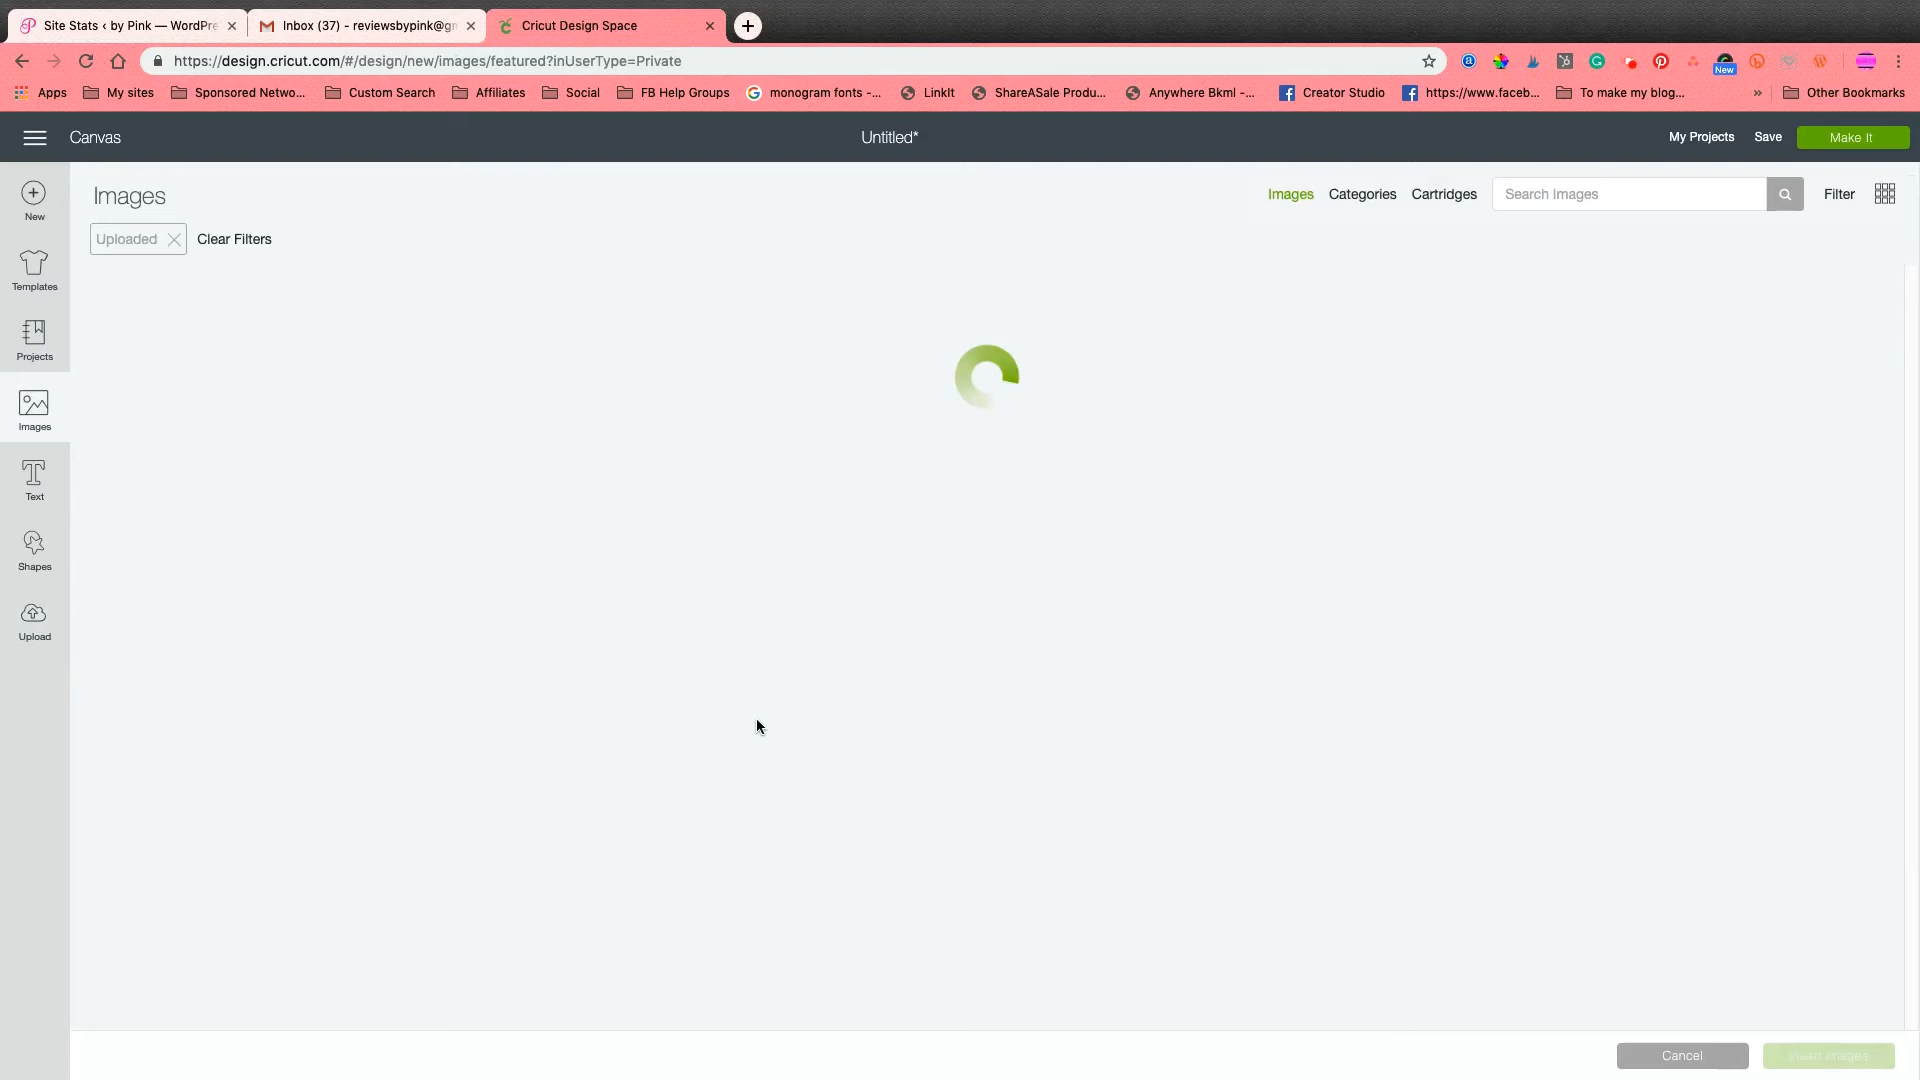 Site Stats ‹ by Pink — WordPre
Inbox (37) - reviewsbypink@gm
Cricut Design Space
https://design.cricut.com/#/design/new/images/featured?inUserType=Private
New
Apps
My sites
Sponsored Netwo...
Custom Search
Affiliates
Social
FB Help Groups
monogram fonts -...
LinkIt
ShareASale Produ...
Anywhere Bkml -...
Creator Studio
https://www.faceb...
To make my blog...
»
Other Bookmarks
Canvas
Untitled*
My Projects
Save
Make It
New
Templates
Projects
Images
Text
Shapes
Upload
Images
Images
Categories
Cartridges
Search Images
Filter
Uploaded
Clear Filters
Cancel
Insert Images